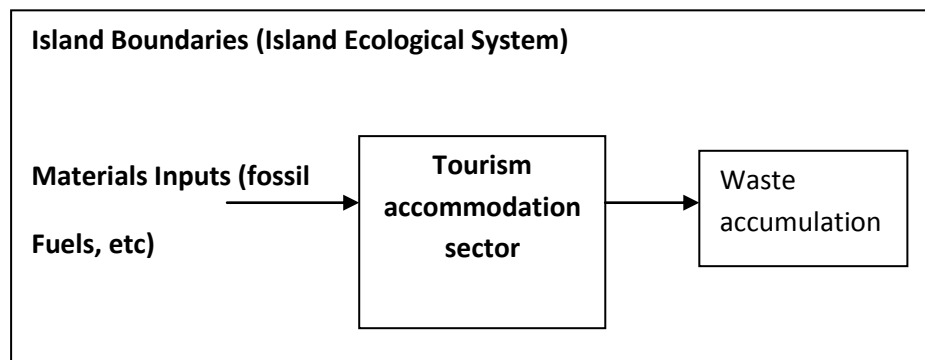 Island Boundaries (Island Ecological System)
Materials Inputs (fossil
Fuels, etc)
Tourism
accommodation
sector
Waste
accumulation